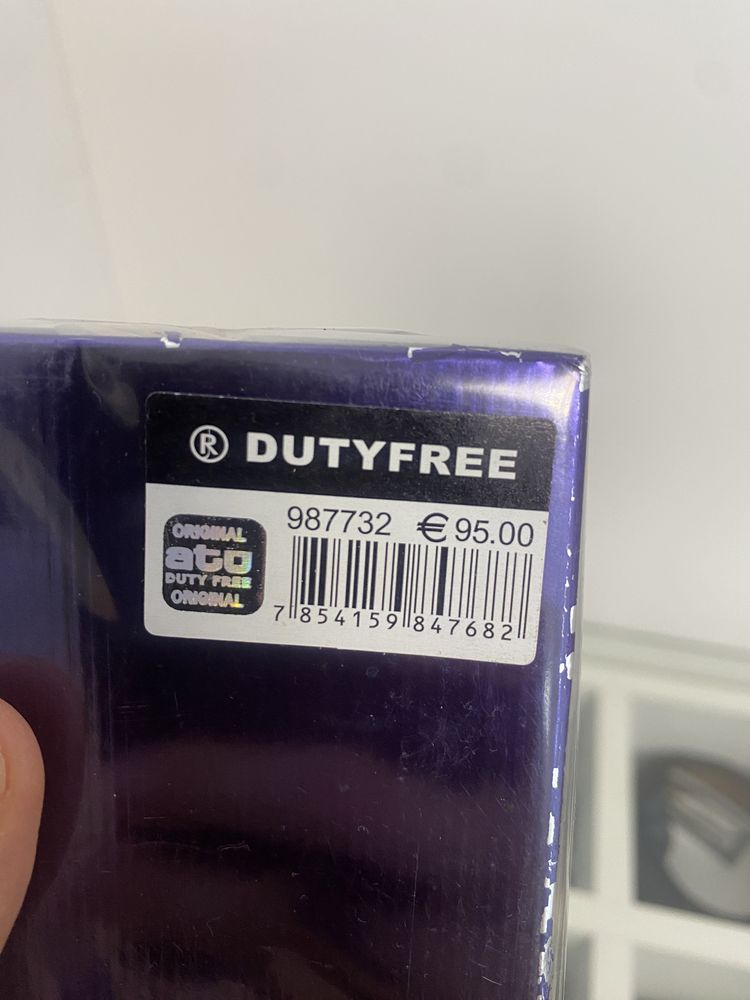 ® DUTYFREE
987732 €95.00
ORIGINAL
ato
DUTY FREE
ORIGINAL
7 854159 847682